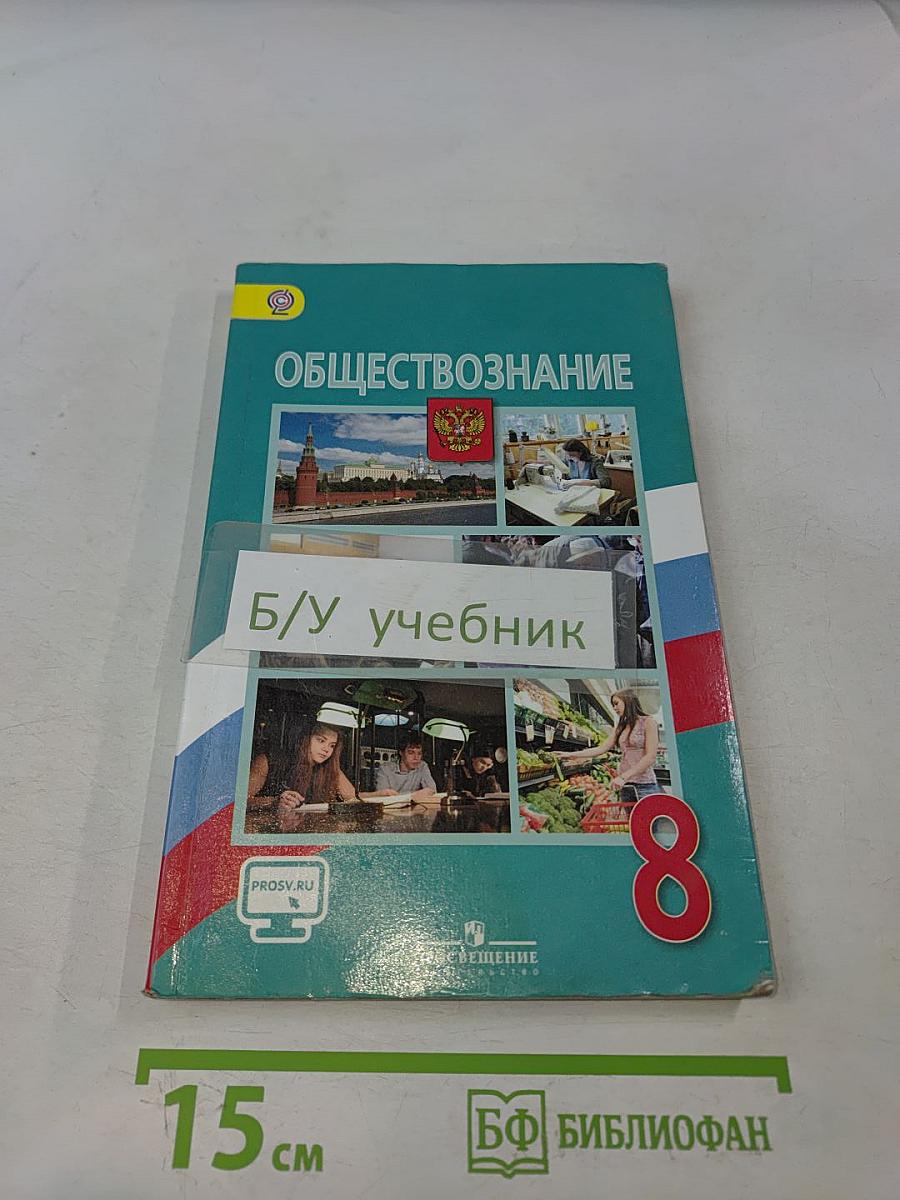 ОБЩЕСТВОЗНАНИЕ
Б/У учебник
PROSV.RU
8
15 см
БФ БИБЛИОФАН